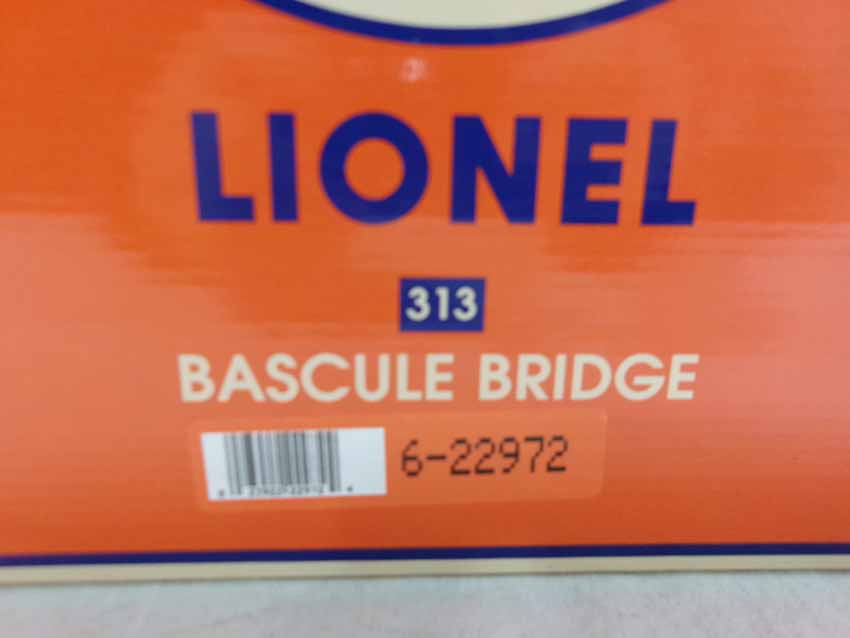 LIONEL
313
BASCULE BRIDGE
6-22972